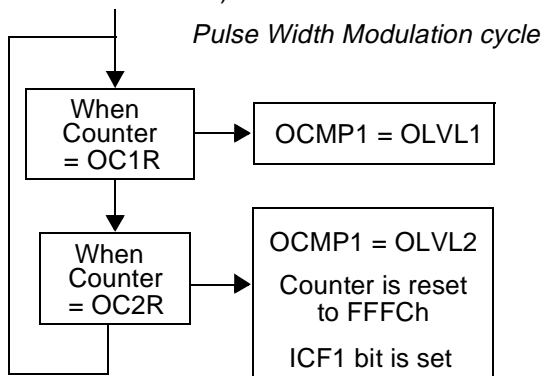 Pulse Width Modulation cycle
When
Counter
= OC1R
OCMP1 = OLVL1
When
Counter
= OC2R
OCMP1 = OLVL2
Counter is reset
to FFFCh
ICF1 bit is set